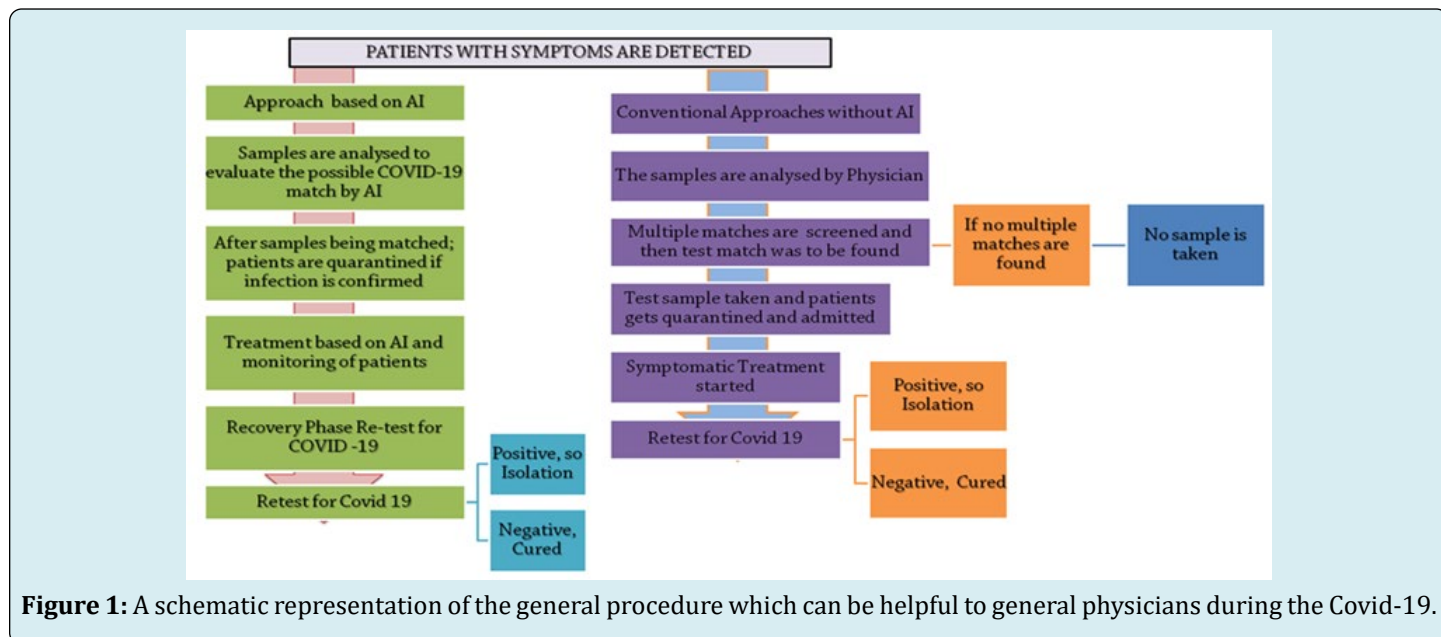 PATIENTS WITH SYMPTOMS ARE DETECTED
Approach based on AI
Samples are analysed to
evaluate the possible COVID-19
match by AI
After samples being matched;
patients are quarantined if
infection is confirmed
Treatment based on AI and
monitoring of patients
Recovery Phase Re-test for
COVID -19
Retest for Covid 19
Positive, so
Isolation
Negative,
Cured
Conventional Approaches without AI
The samples are analysed by Physician
Multiple matches are screened and
then test match was to be found
If no multiple
matches are
found
No sample is
taken
Test sample taken and patients
gets quarantined and admitted
Symptomatic Treatment
started
Retest for Covid 19
Positive, so
Isolation
Negative, Cured
Figure 1: A schematic representation of the general procedure which can be helpful to general physicians during the Covid-19.